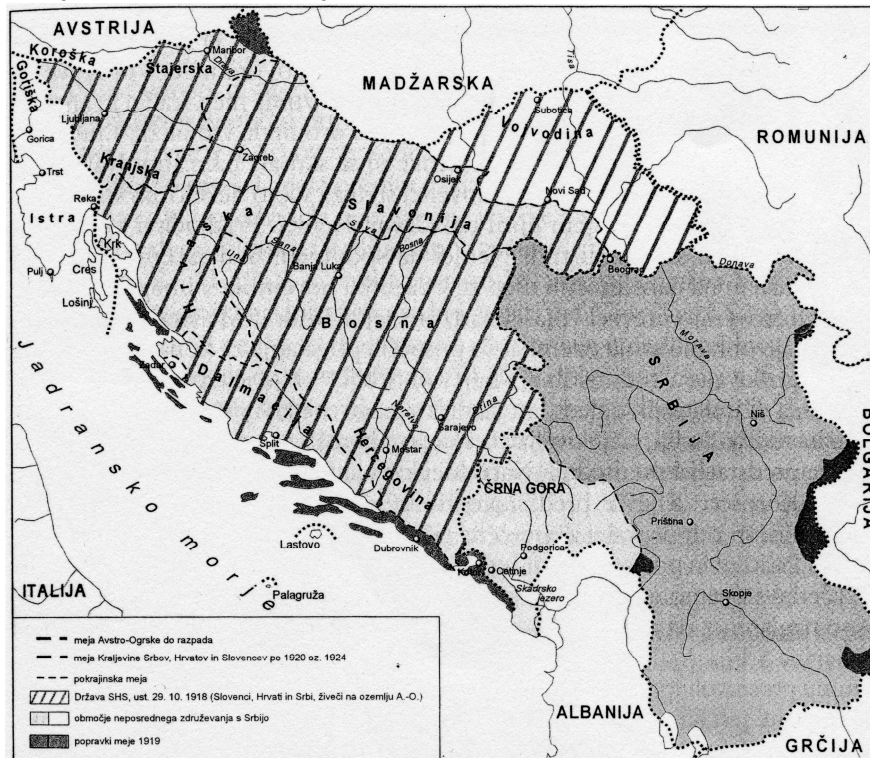 AVSTRIJA
Koroška
Maribor
Drava
Štajerska
Goriška
MADŽARSKA
Tisa
Subotica
Vojvodina
ROMUNIJA
Ljubljana
Gorica
Kranjska
Zagreb
Osijek
Novi Sad
Trst
Reka
Istra
Hrvaška
Slavonija
Sava
Una
Sana
Bosna
Krk
Banja Luka
Beograd
Donava
Pulj
Cres
Lošinj
Bosna
Morava
SRBIJA
Jadransko morje
Zadar
Dalmacija
Neretva
Drina
Sarajevo
Niš
BOLGARIJA
Split
Mostar
Hercegovina
ČRNA GORA
Priština
Lastovo
Dubrovnik
Podgorica
Kotor
Cetinje
Skadrsko
jezero
Skopje
ITALIJA
Palagruža
ALBANIJA
GRČIJA
meja Avstro-Ogrske do razpada
meja Kraljevine Srbov, Hrvatov in Slovencev po 1920 oz. 1924
pokrajinska meja
Država SHS, ust. 29. 10. 1918 (Slovenci, Hrvati in Srbi, živeči na ozemlju A.-O.)
območje neposrednega združevanja s Srbijo
popravki meje 1919